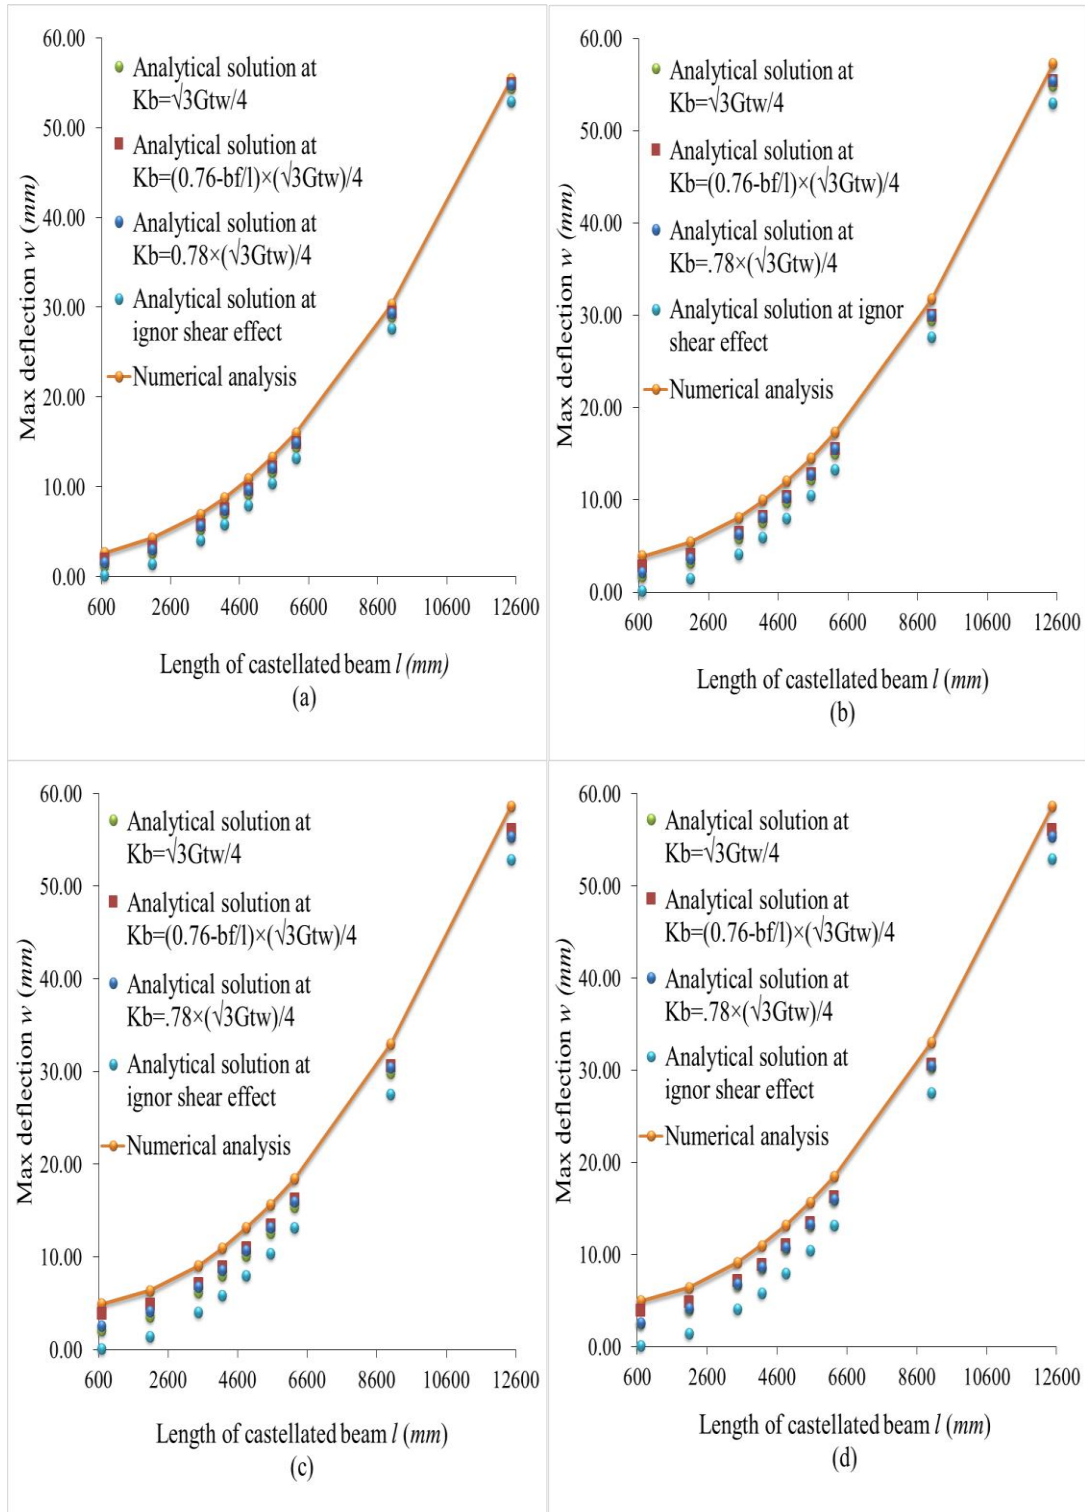 60.00
50.00
40.00
30.00
20.00
10.00
0.00
Max deflection w (mm)
Analytical solution at
Kb=√3Gtw/4
Analytical solution at
Kb=(0.76-bf/l)×(√3Gtw)/4
Analytical solution at
Kb=0.78×(√3Gtw)/4
Analytical solution at
ignor shear effect
Numerical analysis
600 2600 4600 6600 8600 10600 12600
Length of castellated beam l (mm)
(a)
60.00
50.00
40.00
30.00
20.00
10.00
0.00
Max deflection w (mm)
Analytical solution at
Kb=√3Gtw/4
Analytical solution at
Kb=(0.76-bf/l)×(√3Gtw)/4
Analytical solution at
Kb=.78×(√3Gtw)/4
Analytical solution at ignor
shear effect
Numerical analysis
600 2600 4600 6600 8600 10600 12600
Length of castellated beam l (mm)
(b)
60.00
50.00
40.00
30.00
20.00
10.00
0.00
Max deflection w (mm)
Analytical solution at
Kb=√3Gtw/4
Analytical solution at
Kb=(0.76-bf/l)×(√3Gtw)/4
Analytical solution at
Kb=.78×(√3Gtw)/4
Analytical solution at
ignor shear effect
Numerical analysis
600 2600 4600 6600 8600 10600 12600
Length of castellated beam l (mm)
(c)
60.00
50.00
40.00
30.00
20.00
10.00
0.00
Max deflection w (mm)
Analytical solution at
Kb=√3Gtw/4
Analytical solution at
Kb=(0.76-bf/l)×(√3Gtw)/4
Analytical solution at
Kb=.78×(√3Gtw)/4
Analytical solution at
ignor shear effect
Numerical analysis
600 2600 4600 6600 8600 10600 12600
Length of castellated beam l (mm)
(d)